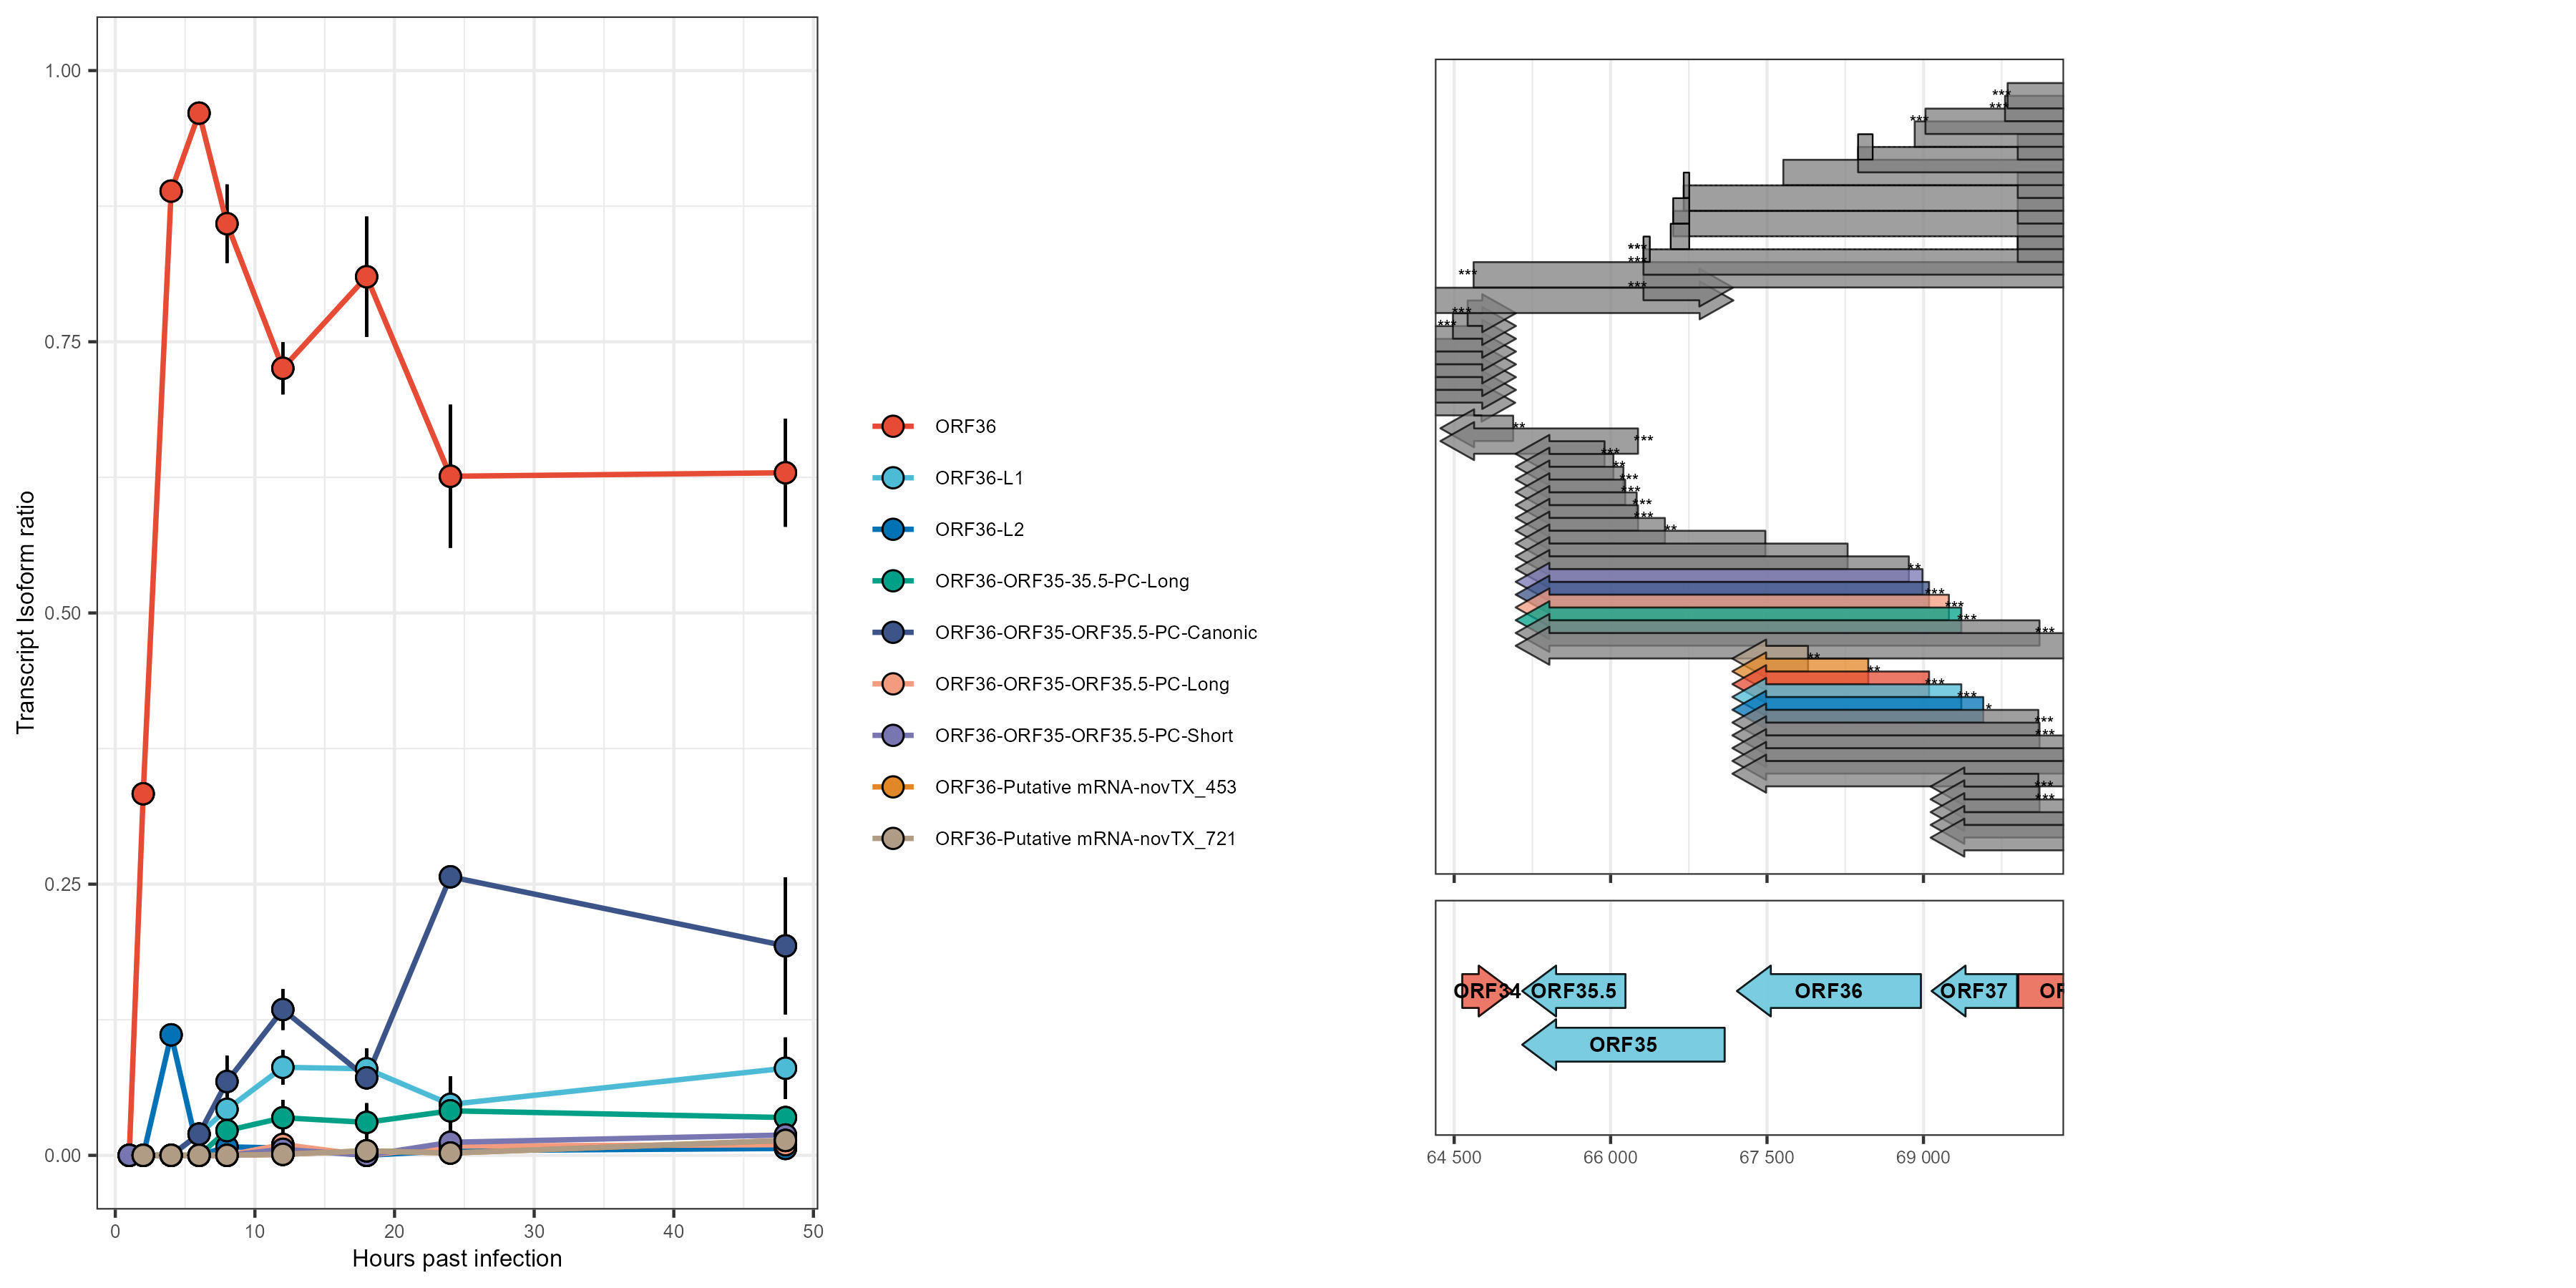 1.00
0.75
0.50
0.25
0.00
0
10
20
30
40
50
Hours past infection
Transcript Isoform ratio
ORF36
ORF36-L1
ORF36-L2
ORF36-ORF35-35.5-PC-Long
ORF36-ORF35-ORF35.5-PC-Canonic
ORF36-ORF35-ORF35.5-PC-Long
ORF36-ORF35-ORF35.5-PC-Short
ORF36-Putative mRNA-novTX_453
ORF36-Putative mRNA-novTX_721
***
***
***
***
***
***
***
***
***
**
***
***
**
***
***
***
***
**
**
***
***
***
***
**
**
***
***
*
***
***
***
***
ORF34
ORF35.5
ORF36
ORF37
OF
ORF35
64 500
66 000
67 500
69 000